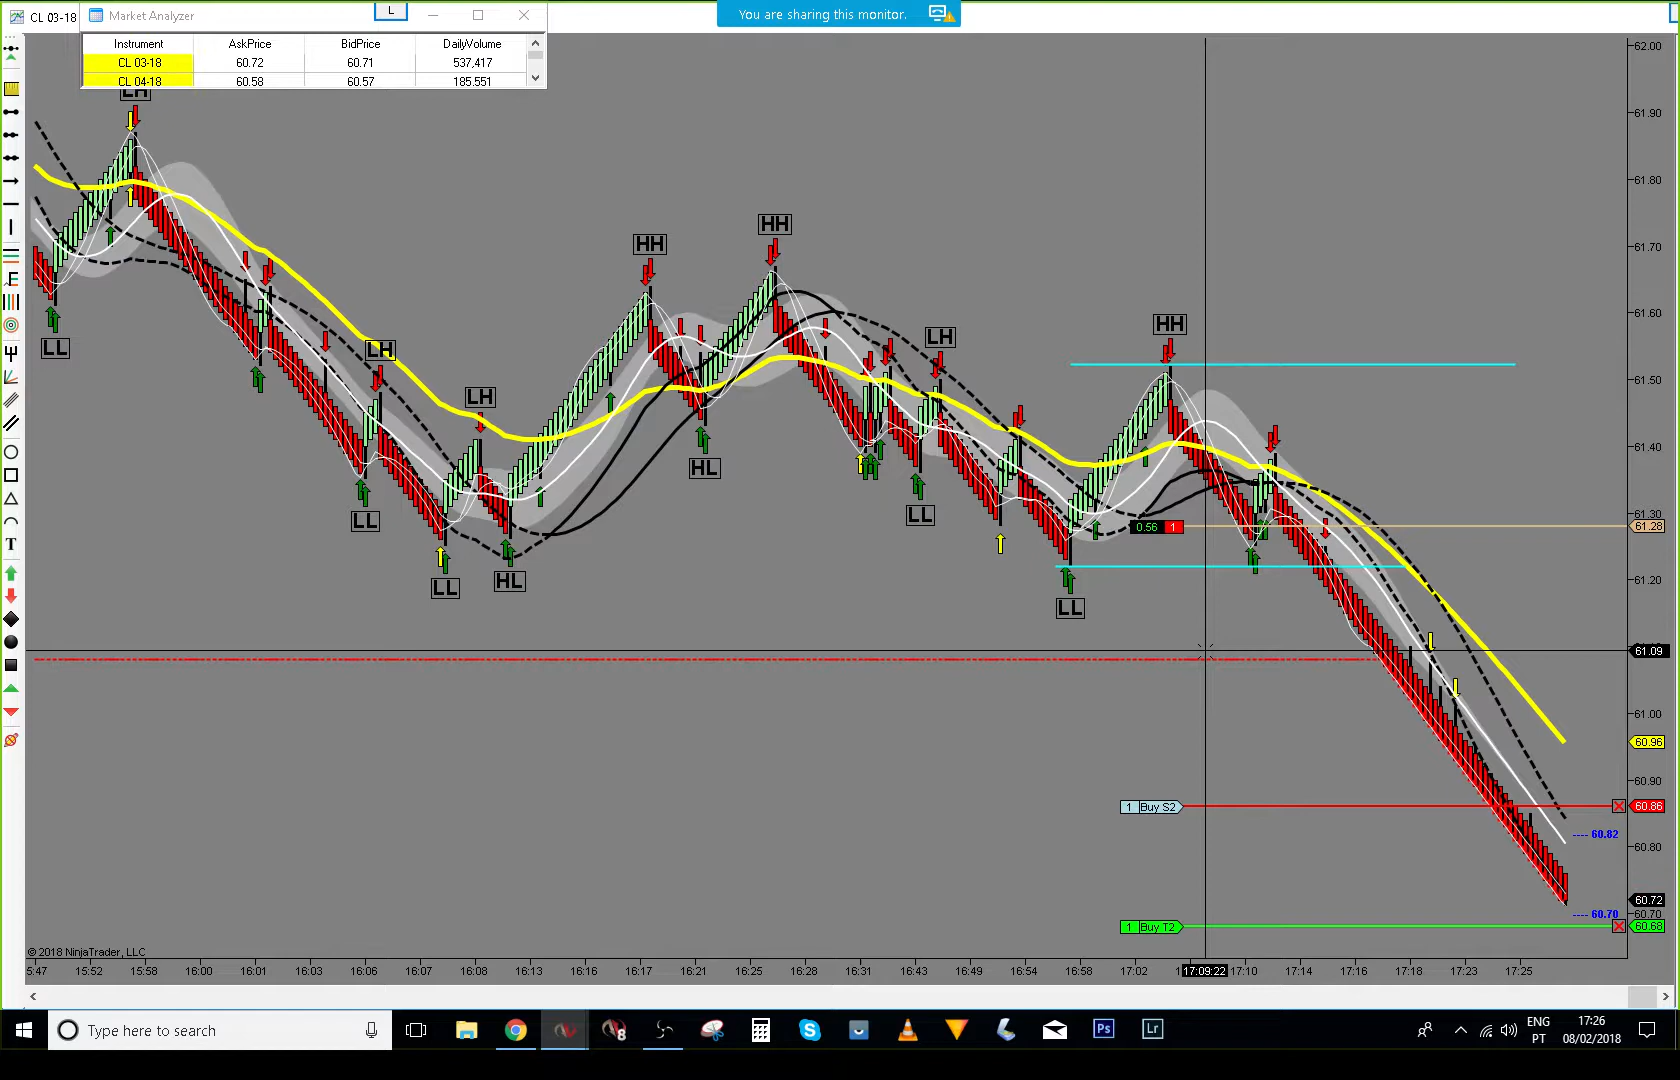 CL 03-18
Market Analyzer
L
You are sharing this monitor.
Instrument AskPrice BidPrice DailyVolume
CL 03-18 60.72 60.71 537,417
CL 04-18 60.58 60.57 185.551
62.00
61.90
61.80
61.70
61.60
61.50
61.40
61.30
61.28
61.20
61.09
61.00
60.96
60.90
60.86
60.82
60.80
60.72
60.70
60.70
60.68
LH
LL
LH
LL
LH
LL
HL
HH
HL
HH
LH
LL
LL
HH
0.56 1
1 Buy S2
1 Buy T2
E
T
© 2018 NinjaTrader, LLC
5:47 15:52 15:58 16:00 16:01 16:03 16:06 16:07 16:08 16:13 16:16 16:17 16:21 16:25 16:28 16:31 16:43 16:49 16:54 16:58 17:02 17:09:22 17:10 17:14 17:16 17:18 17:23 17:25
Type here to search
8
Ps
Lr
ENG
PT
17:26
08/02/2018